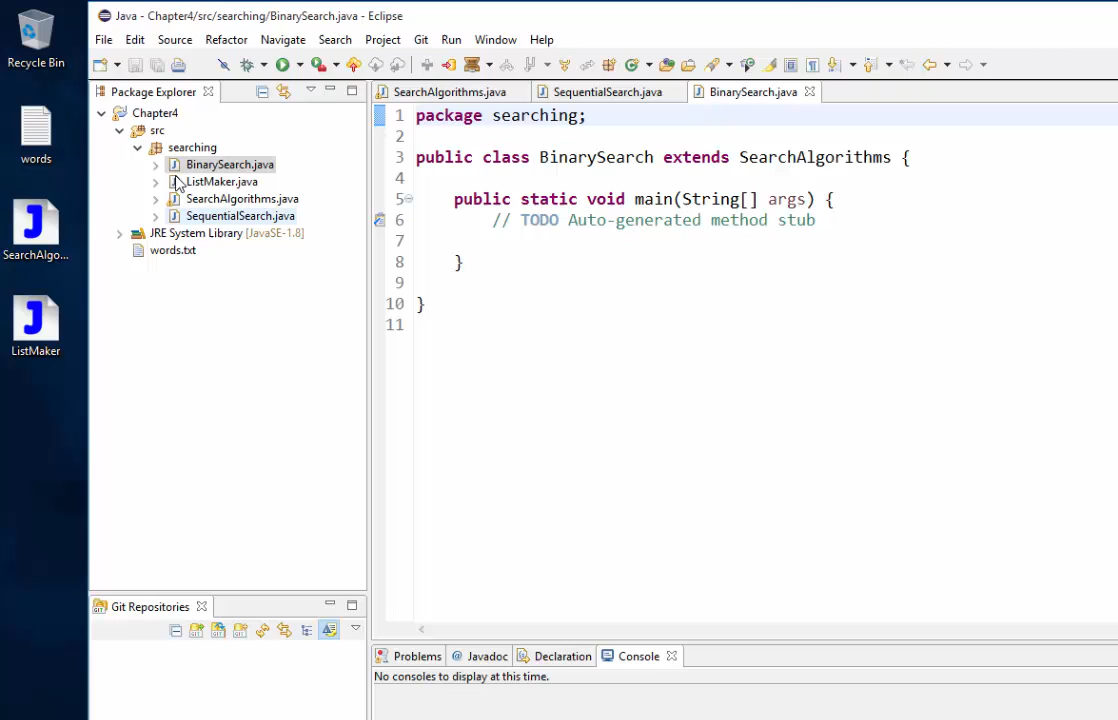 Recycle Bin
words
SearchAlgo...
ListMaker
Java - Chapter4/src/searching/BinarySearch.java - Eclipse
File Edit Source Refactor Navigate Search Project Git Run Window Help
Package Explorer
Chapter4
src
searching
BinarySearch.java
ListMaker.java
SearchAlgorithms.java
SequentialSearch.java
JRE System Library [JavaSE-1.8]
words.txt
Git Repositories
SearchAlgorithms.java SequentialSearch.java BinarySearch.java
1 package searching;
2
3 public class BinarySearch extends SearchAlgorithms {
4
5 public static void main(String[] args) {
6 // TODO Auto-generated method stub
7
8 }
9
10 }
11
Problems @ Javadoc Declaration Console
No consoles to display at this time.